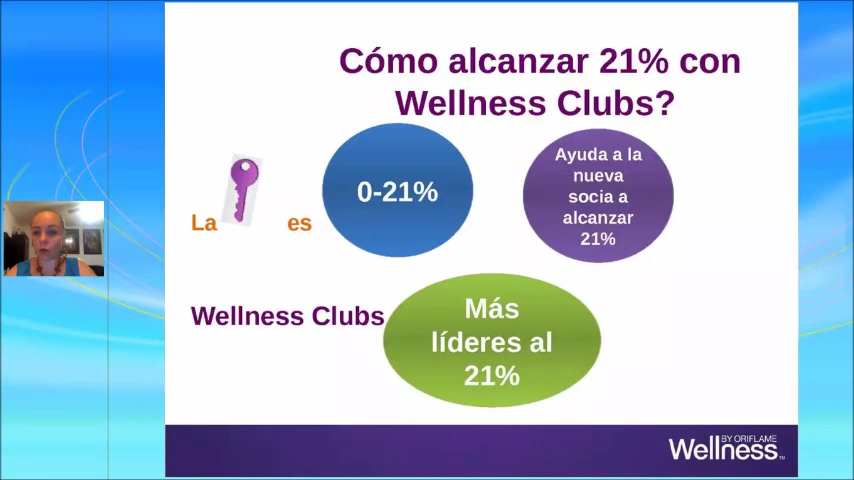 Cómo alcanzar 21% con
Wellness Clubs?
La es
0-21%
Ayuda a la
nueva
socia a
alcanzar
21%
Wellness Clubs
Más
líderes al
21%
BY ORIFLAME
Wellness™